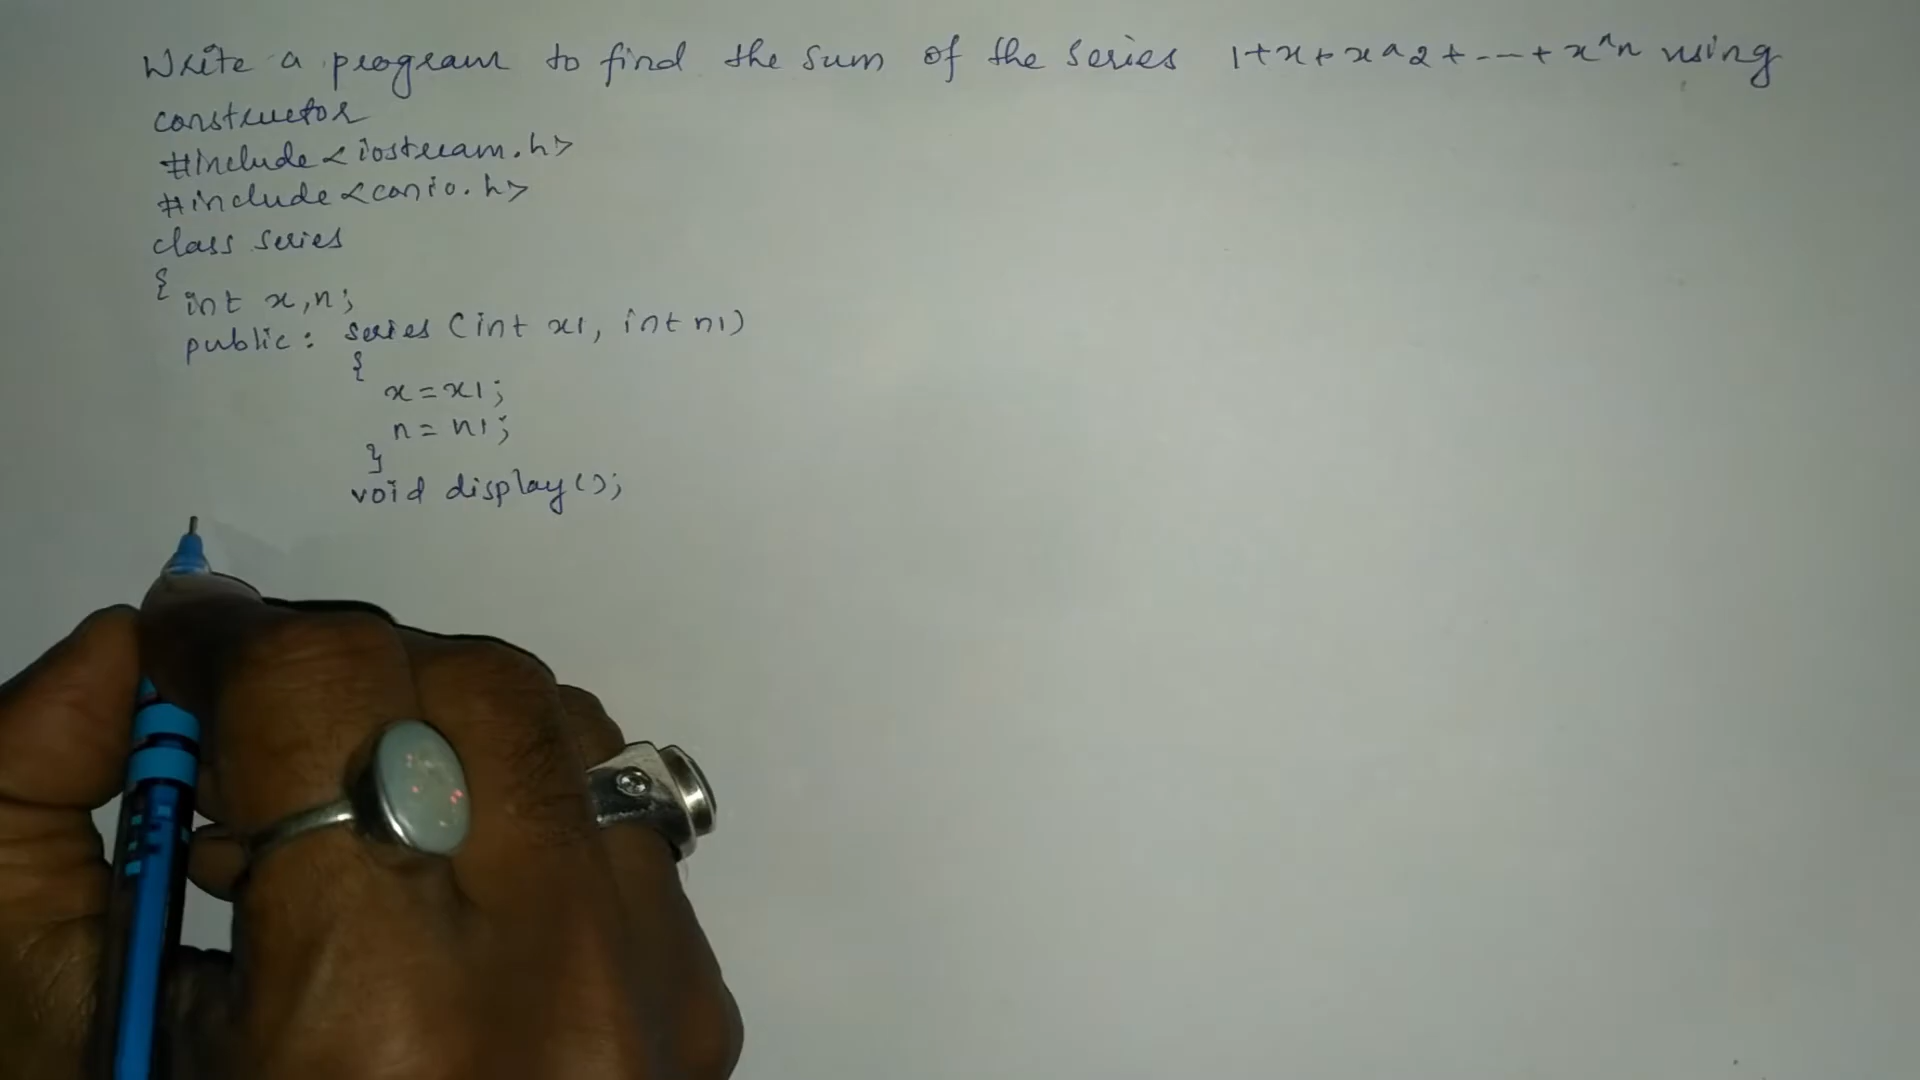 Write a program to find the sum of the series 1+x+x^2+---+x^n using
constructor
#include<iostream.h>
#include<conio.h>
class series
{
int x,n;
public: series (int x1, int n1)
{
x=x1;
n=n1;
}
void display();